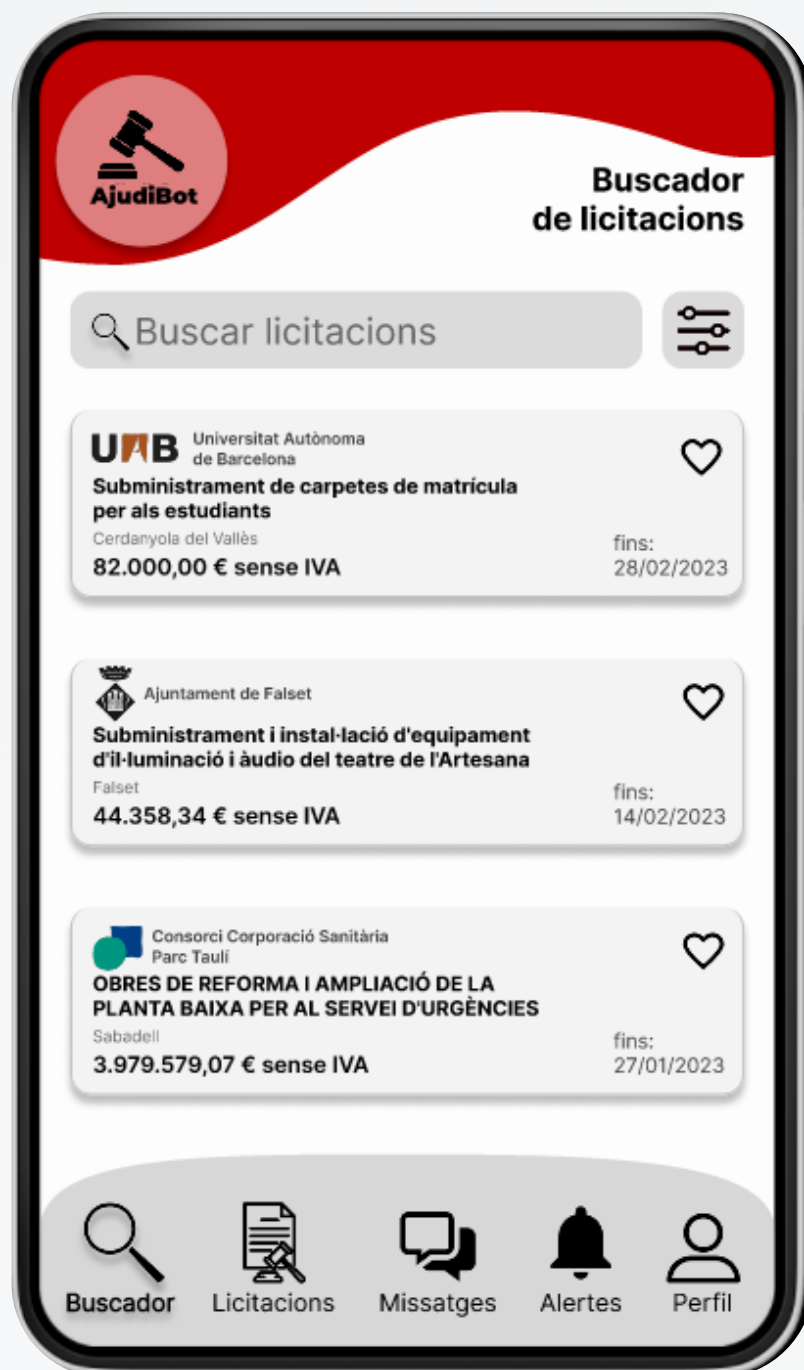 AjudiBot
Buscador
de licitacions
Buscar licitacions
UAB Universitat Autònoma
de Barcelona
Subministrament de carpetes de matrícula
per als estudiants
Cerdanyola del Vallès
82.000,00 € sense IVA
fins:
28/02/2023
Ajuntament de Falset
Subministrament i instal·lació d'equipament
d'il·luminació i àudio del teatre de l'Artesana
Falset
44.358,34 € sense IVA
fins:
14/02/2023
Consorci Corporació Sanitària
Parc Taulí
OBRES DE REFORMA I AMPLIACIÓ DE LA
PLANTA BAIXA PER AL SERVEI D'URGÈNCIES
Sabadell
3.979.579,07 € sense IVA
fins:
27/01/2023
Buscador Licitacions Missatges Alertes Perfil